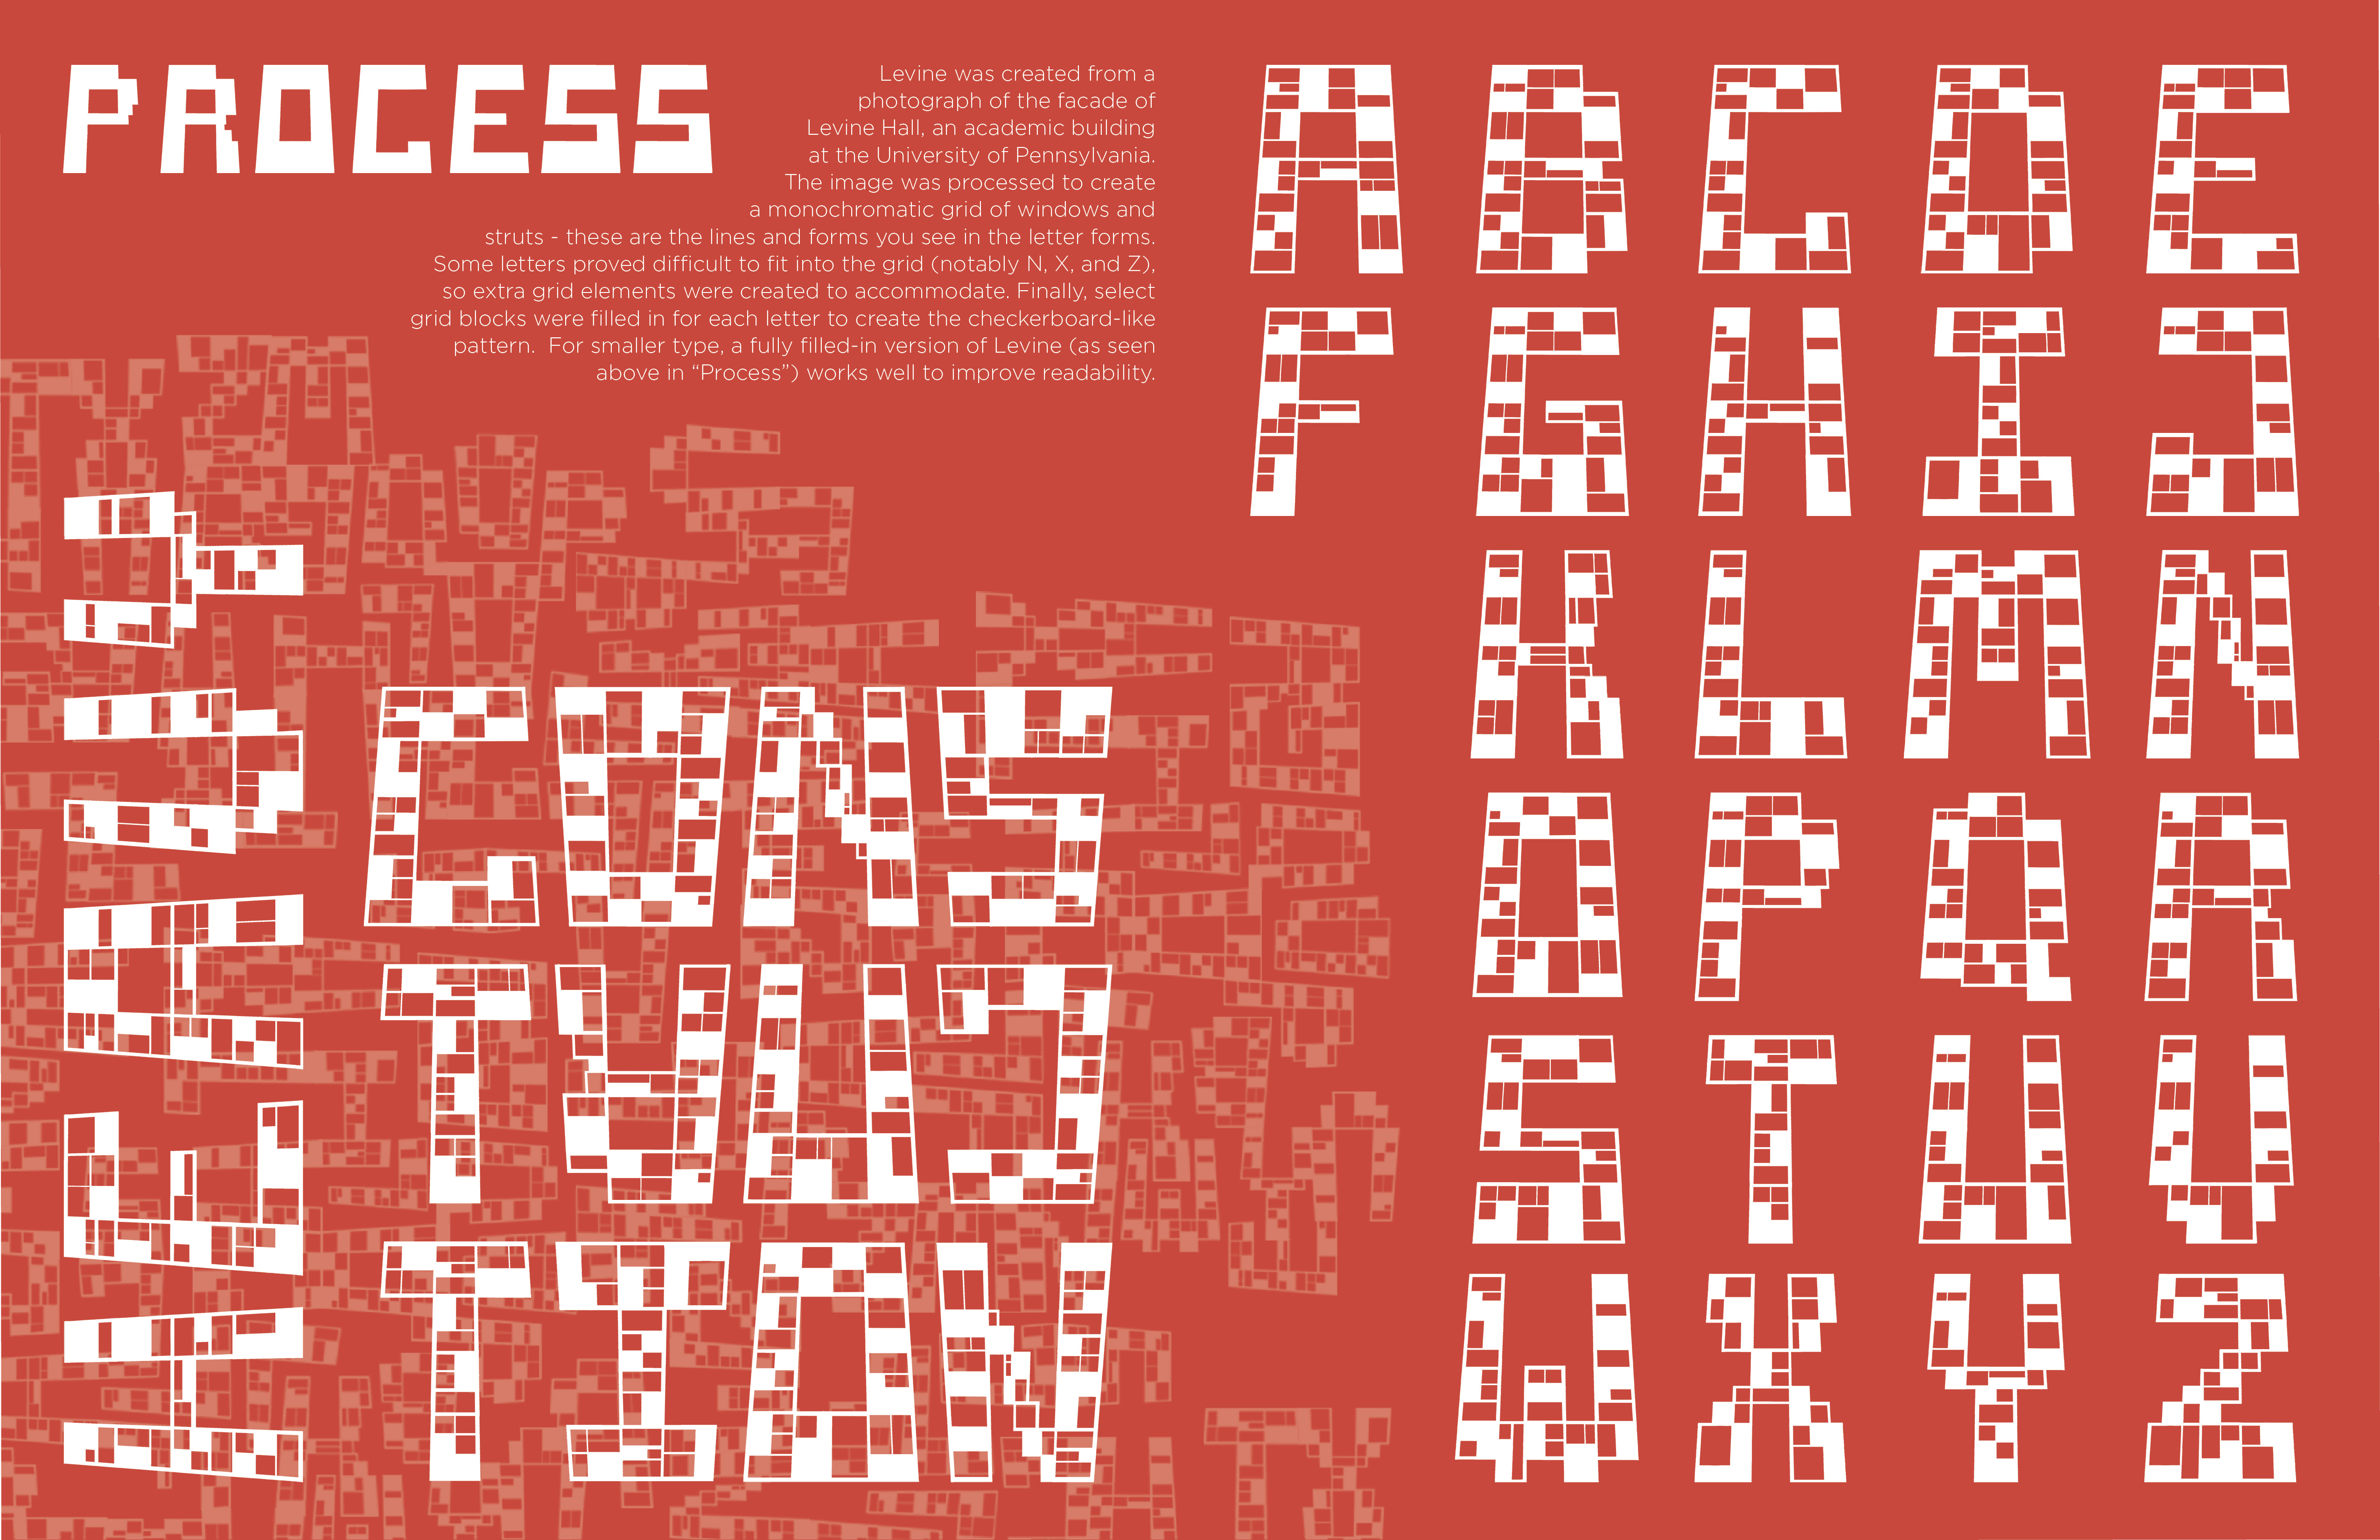 PROCESS
Levine was created from a
photograph of the facade of
Levine Hall, an academic building
at the University of Pennsylvania.
The image was processed to create
a monochromatic grid of windows and
struts - these are the lines and forms you see in the letter forms.
Some letters proved difficult to fit into the grid (notably N, X, and Z),
so extra grid elements were created to accommodate. Finally, select
grid blocks were filled in for each letter to create the checkerboard-like
pattern.  For smaller type, a fully filled-in version of Levine (as seen
above in “Process”) works well to improve readability.
HEAVY
CONS
TRUC
TION
A B C D E
F G H I J
K L M N
O P Q R
S T U V
W X Y Z